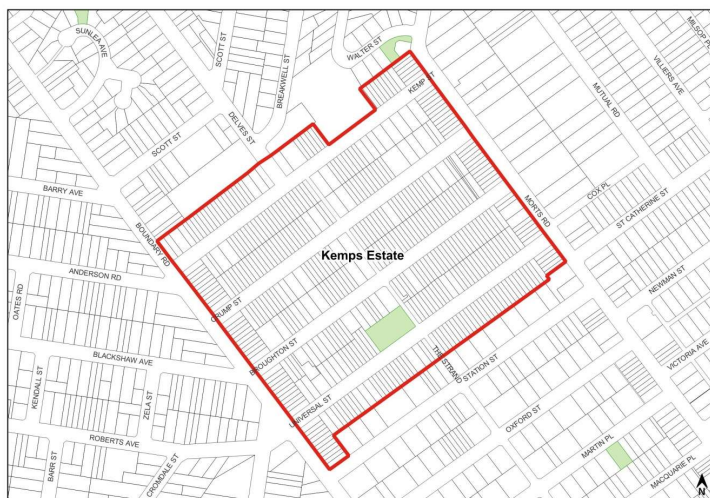 SUNLEA AVE
SCOTT ST
BREAKWELL ST
WALTER ST
MILSOP PL
VILLIERS AVE
MUTUAL RD
KEMP ST
DELVES ST
SCOTT ST
BARRY AVE
BOUNDARY RD
COX PL
ST CATHERINE ST
MORTS RD
Kemps Estate
ANDERSON RD
OATES RD
NEWMAN ST
CRUMP ST
BROUGHTON ST
BLACKSHAW AVE
THE STRAND
STATION ST
VICTORIA AVE
KENDALL ST
ZELA ST
UNIVERSAL ST
OXFORD ST
ROBERTS AVE
MARTIN PL
BARR ST
CROMDALE ST
MACQUARIE PL
N